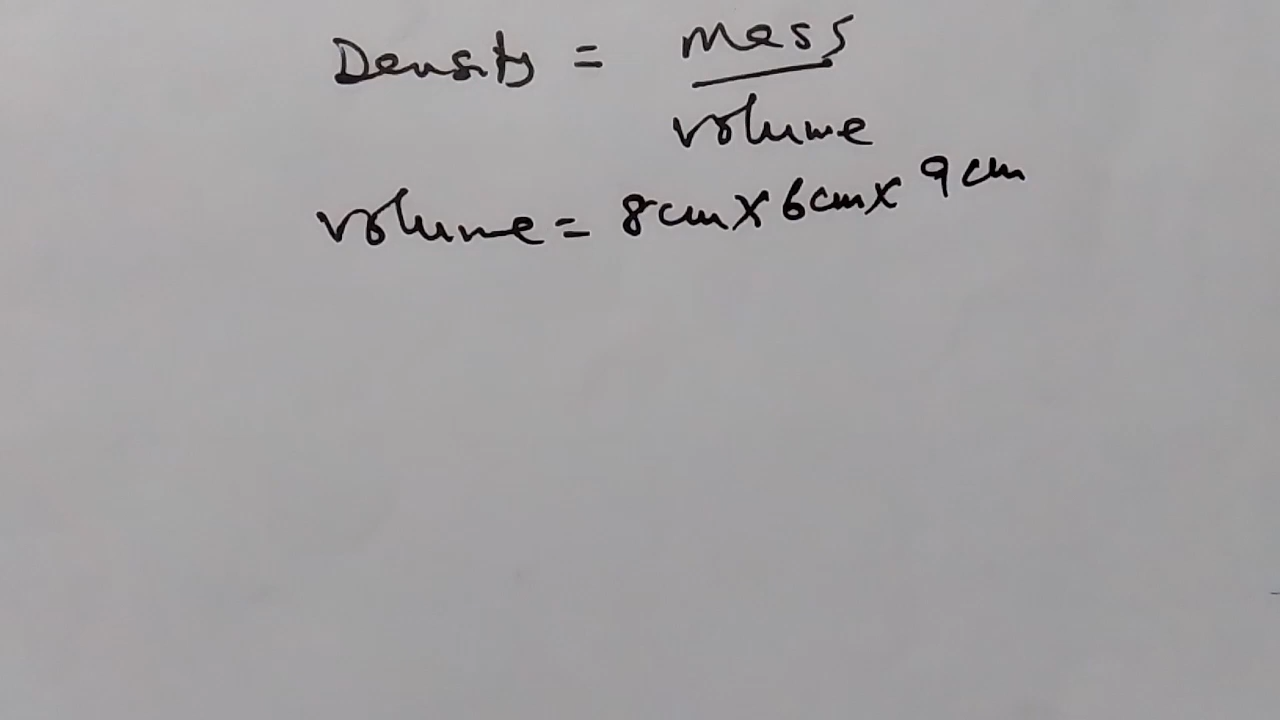 Density = mass
volume
volume = 8cm x 6cm x 9cm